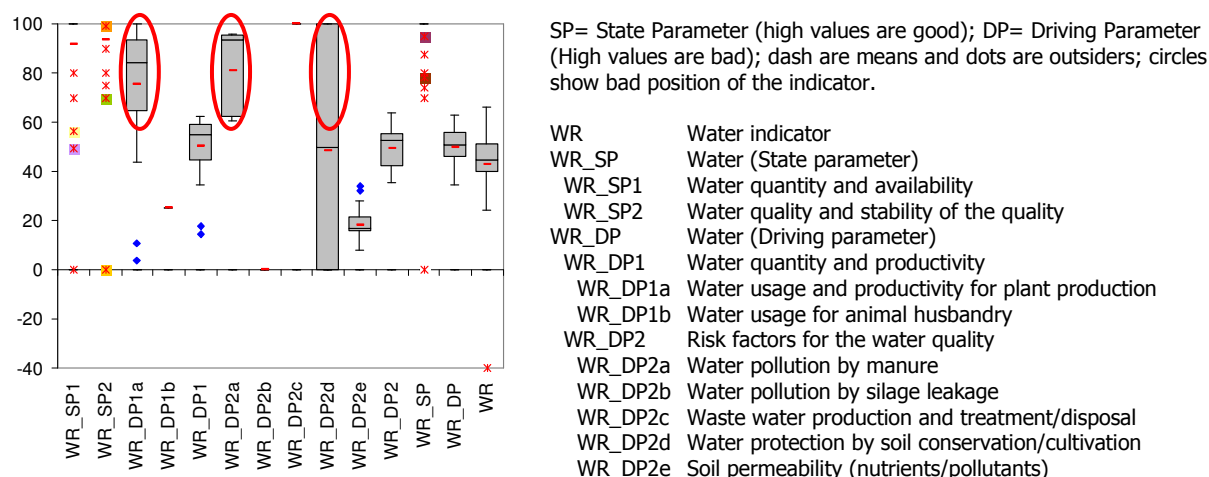 100
80
60
40
20
0
-20
-40
WR_SP1
WR_SP2
WR_DP1a
WR_DP1b
WR_DP1
WR_DP2a
WR_DP2b
WR_DP2c
WR_DP2d
WR_DP2e
WR_DP2
WR_SP
WR_DP
WR
SP= State Parameter (high values are good); DP= Driving Parameter
(High values are bad); dash are means and dots are outsiders; circles
show bad position of the indicator.
WR Water indicator
WR_SP Water (State parameter)
WR_SP1 Water quantity and availability
WR_SP2 Water quality and stability of the quality
WR_DP Water (Driving parameter)
WR_DP1 Water quantity and productivity
WR_DP1a Water usage and productivity for plant production
WR_DP1b Water usage for animal husbandry
WR_DP2 Risk factors for the water quality
WR_DP2a Water pollution by manure
WR_DP2b Water pollution by silage leakage
WR_DP2c Waste water production and treatment/disposal
WR_DP2d Water protection by soil conservation/cultivation
WR_DP2e Soil permeability (nutrients/pollutants)